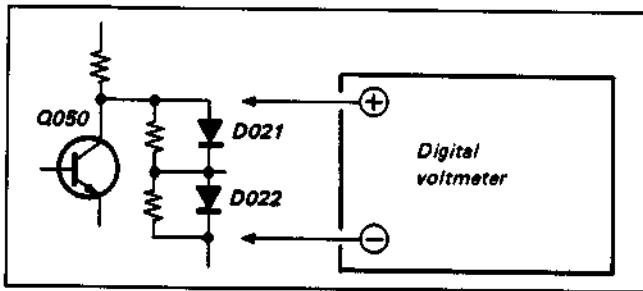 Q050
D021
D022
+
Digital
voltmeter
−